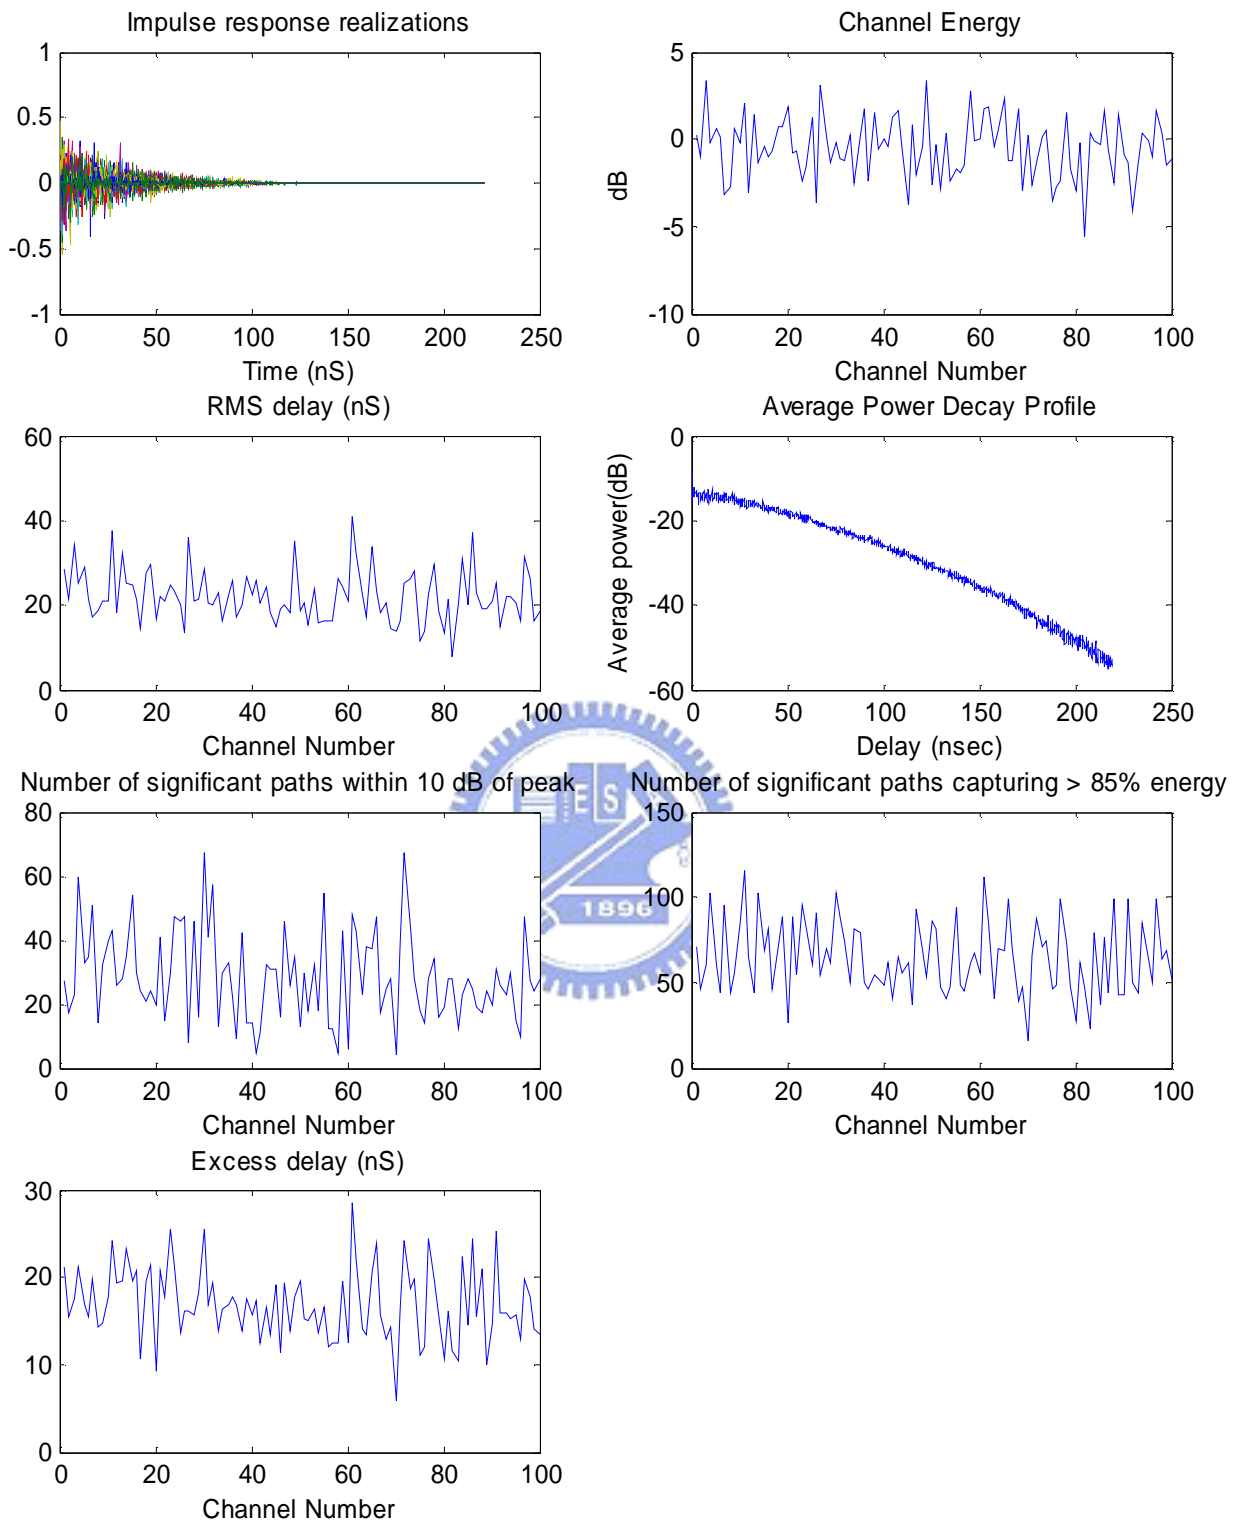 Impulse response realizations
1
0.5
0
-0.5
-1
0 50 100 150 200 250
Time (nS)
Channel Energy
dB
5
0
-5
-10
0 20 40 60 80 100
Channel Number
RMS delay (nS)
60
40
20
0
0 20 40 60 80 100
Channel Number
Average Power Decay Profile
Average power(dB)
0
-20
-40
-60
0 50 100 150 200 250
Delay (nsec)
Number of significant paths within 10 dB of peak
80
60
40
20
0
0 20 40 60 80 100
Channel Number
Number of significant paths capturing > 85% energy
150
100
50
0
0 20 40 60 80 100
Channel Number
E S
1896
Excess delay (nS)
30
20
10
0
0 20 40 60 80 100
Channel Number